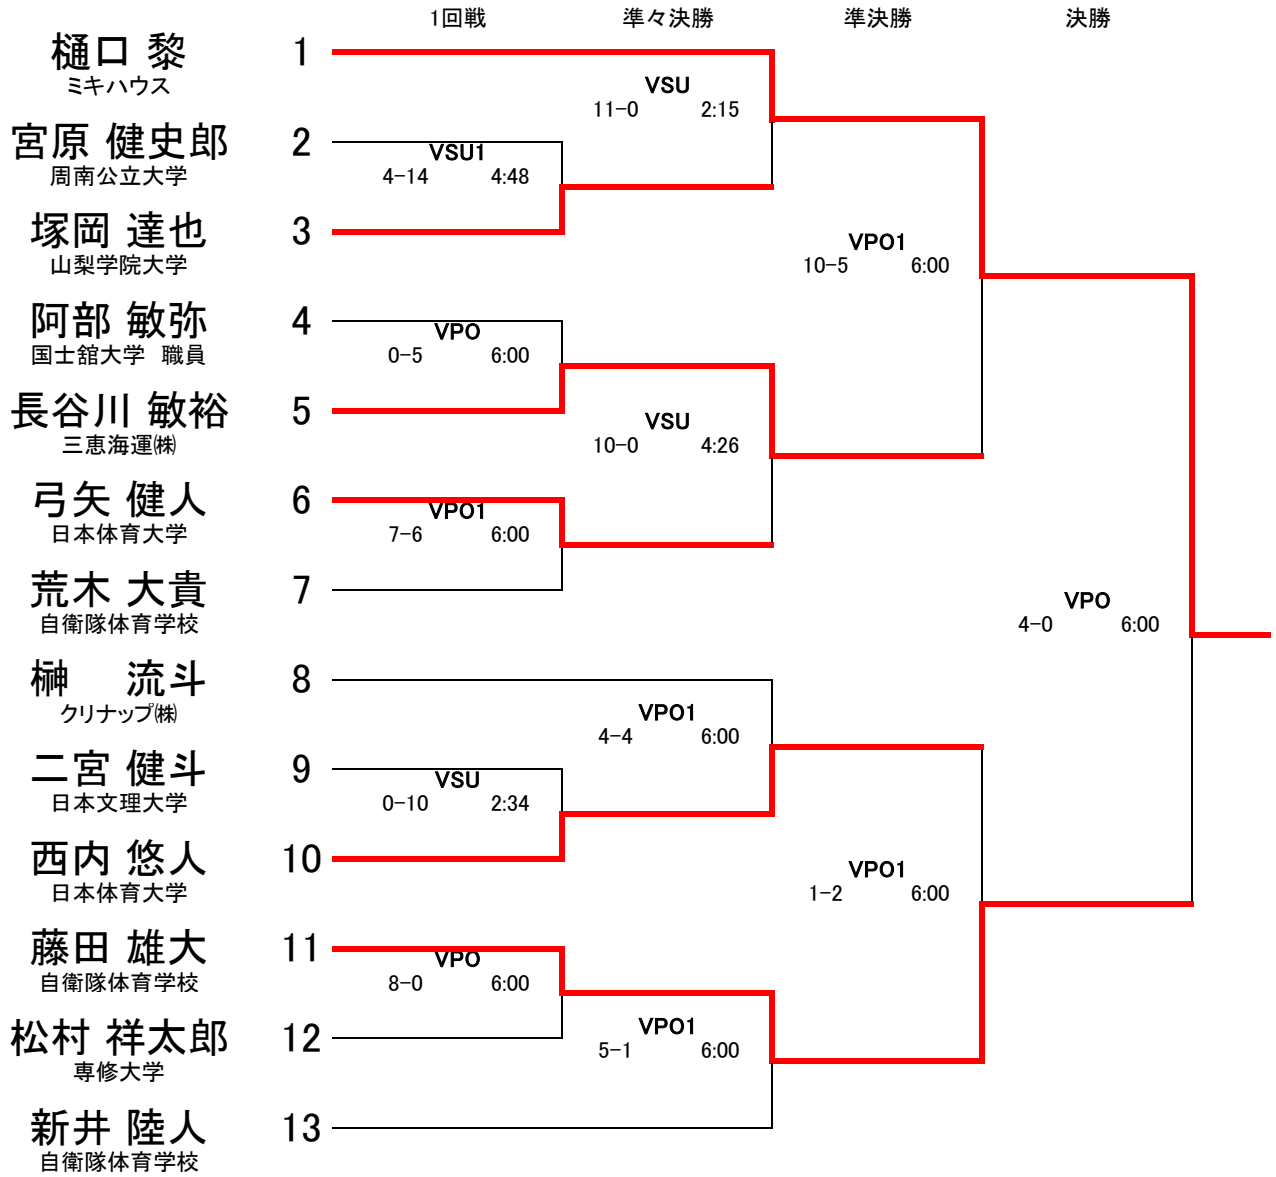 1回戦 準々決勝 準決勝 決勝
樋口 黎 1
ミキハウス
VSU
11-0 2:15
宮原 健史郎 2
周南公立大学
VSU1
4-14 4:48
塚岡 達也 3
山梨学院大学
VPO1
10-5 6:00
阿部 敏弥 4
国士舘大学 職員
VPO
0-5 6:00
長谷川 敏裕 5
三恵海運㈱
VSU
10-0 4:26
弓矢 健人 6
日本体育大学
VPO1
7-6 6:00
荒木 大貴 7
自衛隊体育学校
VPO
4-0 6:00
榊 流斗 8
クリナップ㈱
VPO1
4-4 6:00
二宮 健斗 9
日本文理大学
VSU
0-10 2:34
西内 悠人 10
日本体育大学
VPO1
1-2 6:00
藤田 雄大 11
自衛隊体育学校
VPO
8-0 6:00
松村 祥太郎 12
専修大学
VPO1
5-1 6:00
新井 陸人 13
自衛隊体育学校